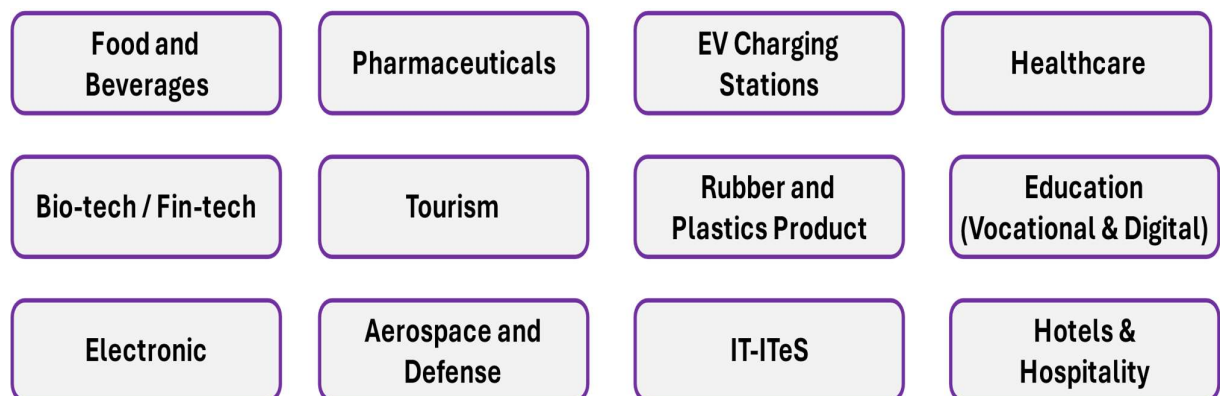 Food and
Beverages
Pharmaceuticals
EV Charging
Stations
Healthcare
Bio-tech / Fin-tech
Tourism
Rubber and
Plastics Product
Education
(Vocational & Digital)
Electronic
Aerospace and
Defense
IT-ITeS
Hotels &
Hospitality